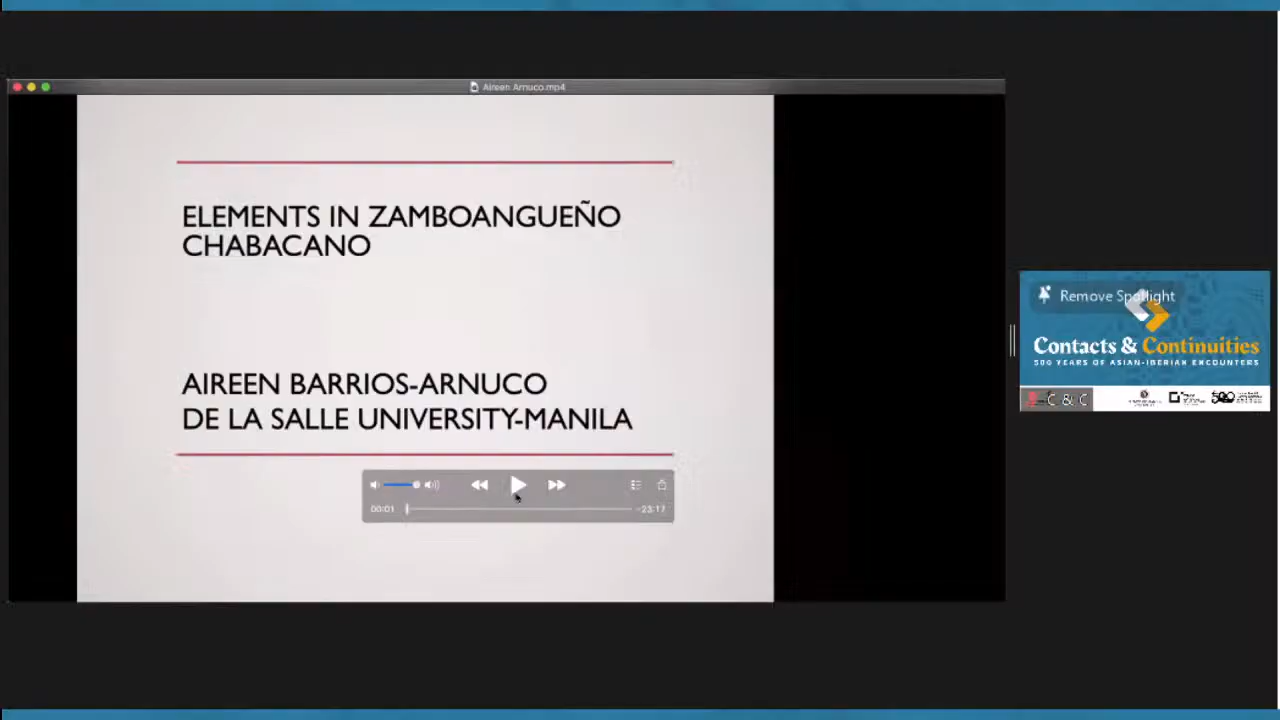 Aireen Arnuco.mp4
ELEMENTS IN ZAMBOANGUEÑO
CHABACANO
AIREEN BARRIOS-ARNUCO
DE LA SALLE UNIVERSITY-MANILA
00:01
-23:17
Remove Spotlight
Contacts & Continuities
500 YEARS OF ASIAN-IBERIAN ENCOUNTERS
C & C